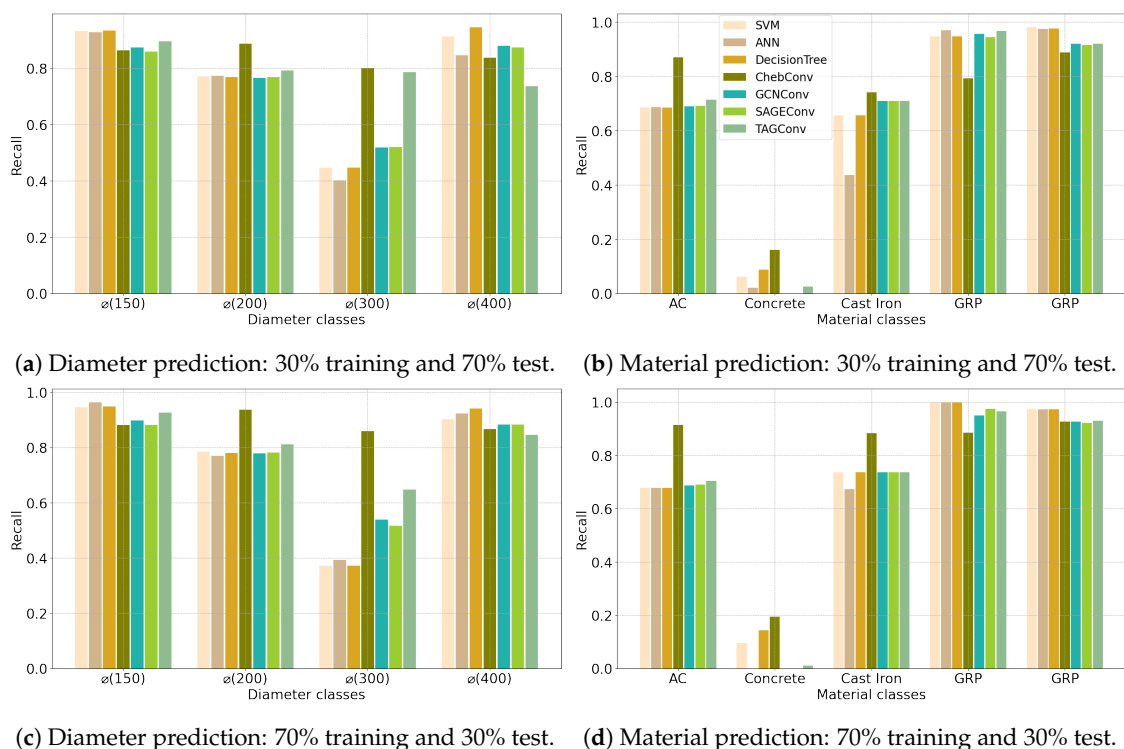 Recall
0.8
0.6
0.4
0.2
0.0
⌀(150) ⌀(200) ⌀(300) ⌀(400)
Diameter classes
Recall
1.0
0.8
0.6
0.4
0.2
0.0
SVM
ANN
DecisionTree
ChebConv
GCNConv
SAGEConv
TAGConv
AC Concrete Cast Iron GRP GRP
Material classes
(a) Diameter prediction: 30% training and 70% test.
(b) Material prediction: 30% training and 70% test.
Recall
1.0
0.8
0.6
0.4
0.2
0.0
⌀(150) ⌀(200) ⌀(300) ⌀(400)
Diameter classes
Recall
1.0
0.8
0.6
0.4
0.2
0.0
AC Concrete Cast Iron GRP GRP
Material classes
(c) Diameter prediction: 70% training and 30% test.
(d) Material prediction: 70% training and 30% test.